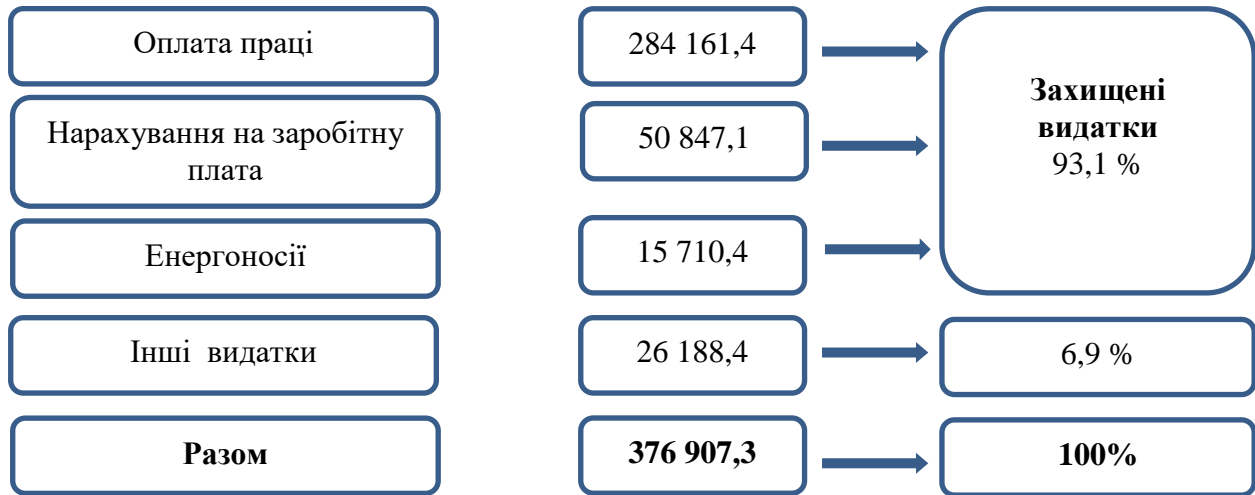 Оплата праці
284 161,4
Нарахування на заробітну
плата
50 847,1
Енергоносії
15 710,4
Захищені
видатки
93,1 %
Інші видатки
26 188,4
6,9 %
Разом
376 907,3
100%